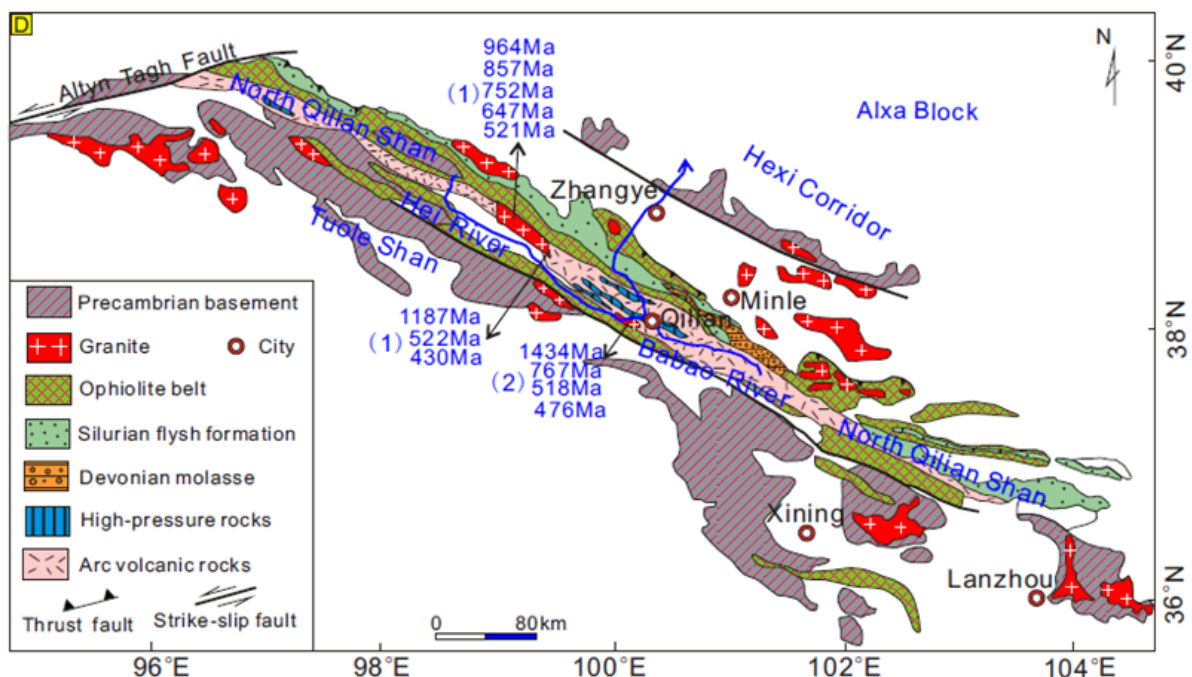 D
964Ma
857Ma
(1) 752Ma
647Ma
521Ma
N
40°N
Altyn Tagh Fault
North Qilian Shan
Alxa Block
Hexi Corridor
Zhangye
Hei River
Tuole Shan
Minle
Qilian
38°N
1187Ma
(1) 522Ma
430Ma
1434Ma
(2) 767Ma
518Ma
476Ma
Babao River
North Qilian Shan
Xining
Lanzhou
36°N
Precambrian basement
Granite
City
Ophiolite belt
Silurian flysh formation
Devonian molasse
High-pressure rocks
Arc volcanic rocks
Thrust fault
Strike-slip fault
0 80km
96°E 98°E 100°E 102°E 104°E